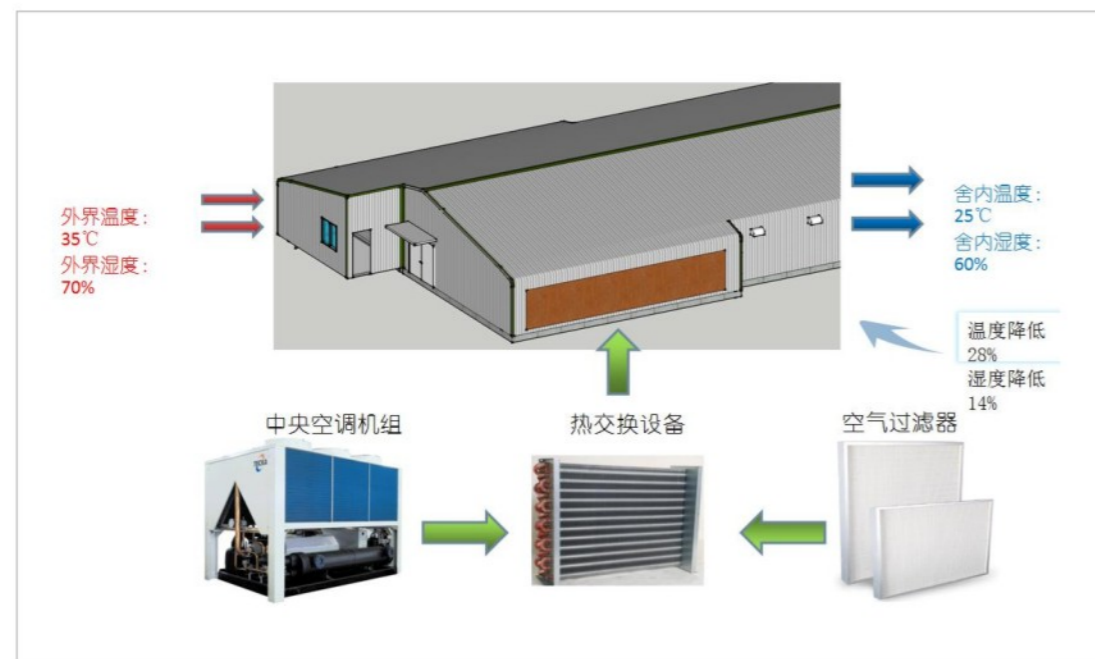 外界温度：
35℃
外界湿度：
70%
舍内温度：
25℃
舍内湿度：
60%
温度降低
28%
湿度降低
14%
中央空调机组
热交换设备
空气过滤器